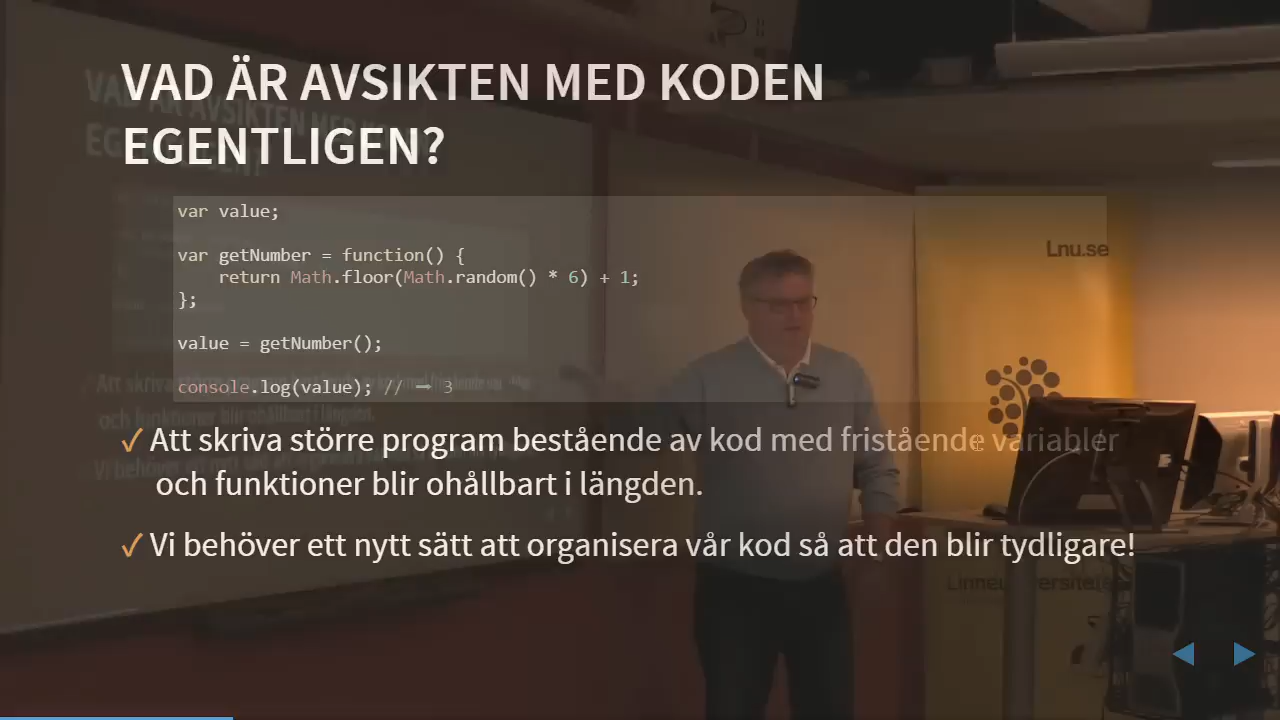 VAD ÄR AVSIKTEN MED KODEN
EGENTLIGEN?
var value;
var getNumber = function() {
return Math.floor(Math.random() * 6) + 1;
};
value = getNumber();
console.log(value); // ⟶ 3
✓ Att skriva större program bestående av kod med fristående variabler
och funktioner blir ohållbart i längden.
✓ Vi behöver ett nytt sätt att organisera vår kod så att den blir tydligare!
Lnu.se